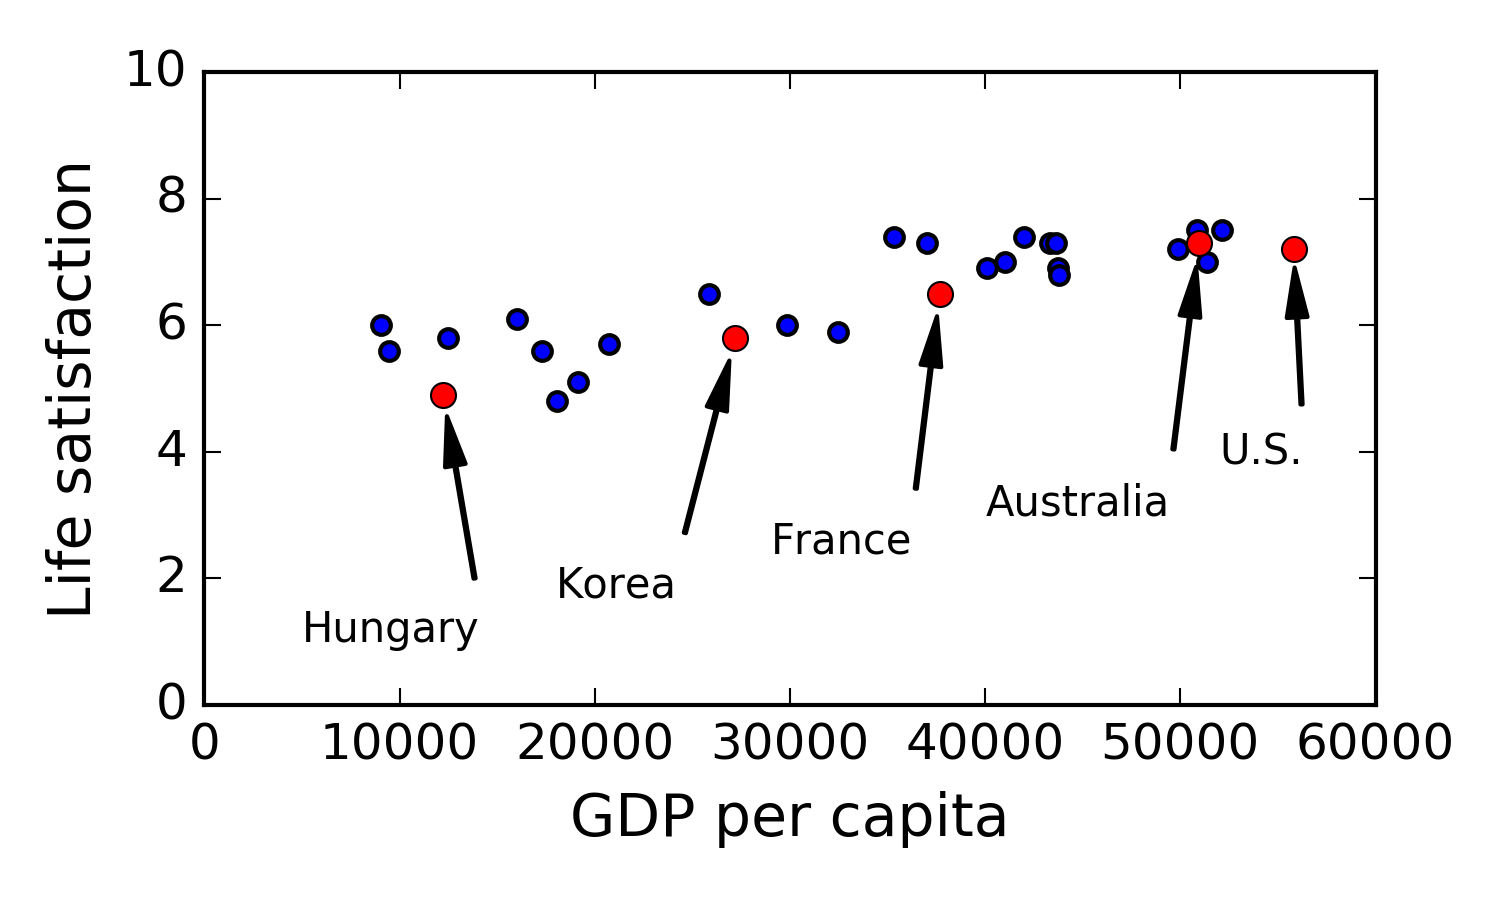 10
8
6
4
2
0
Life satisfaction
U.S.
Australia
France
Korea
Hungary
0 10000 20000 30000 40000 50000 60000
GDP per capita